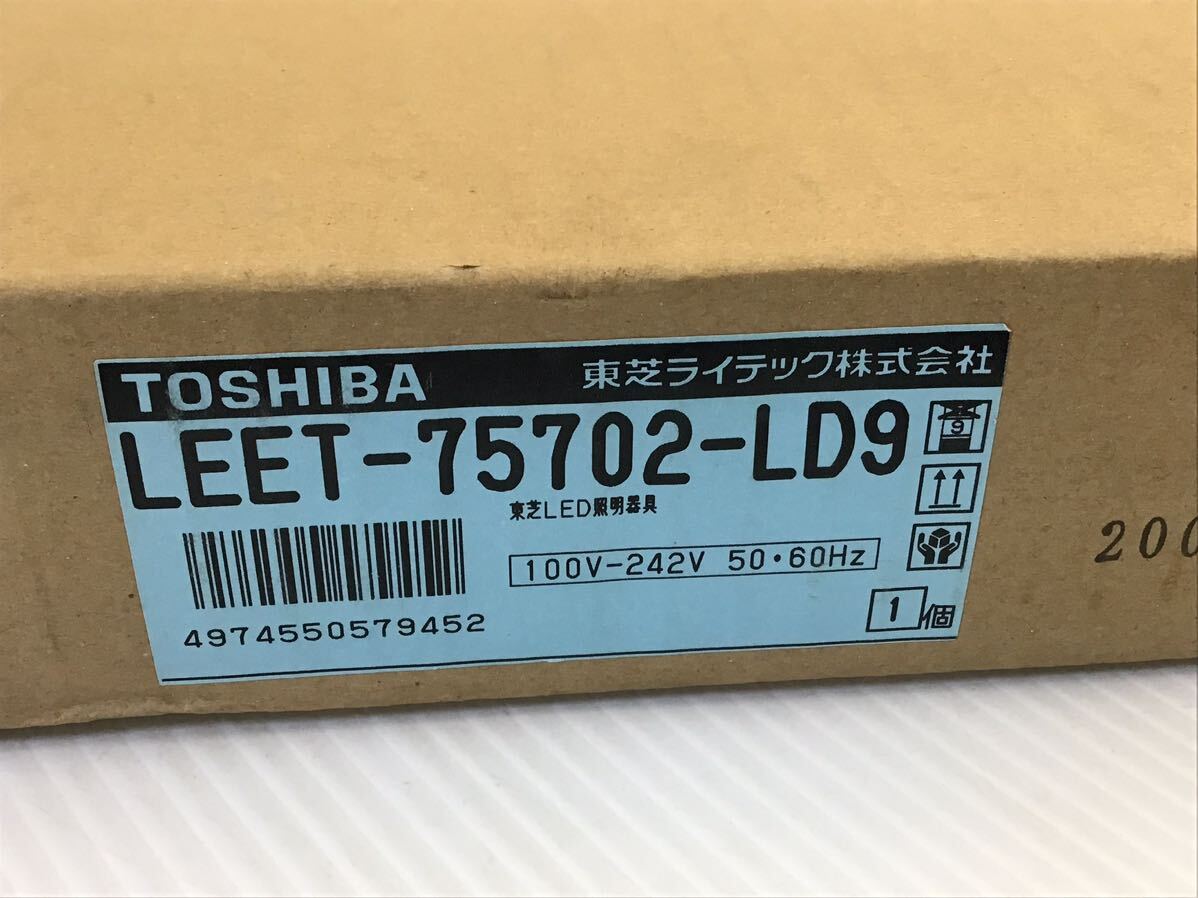 TOSHIBA 東芝ライテック株式会社
LEET-75702-LD9
9
東芝LED照明器具
100V-242V 50・60Hz
4974550579452
1個
200